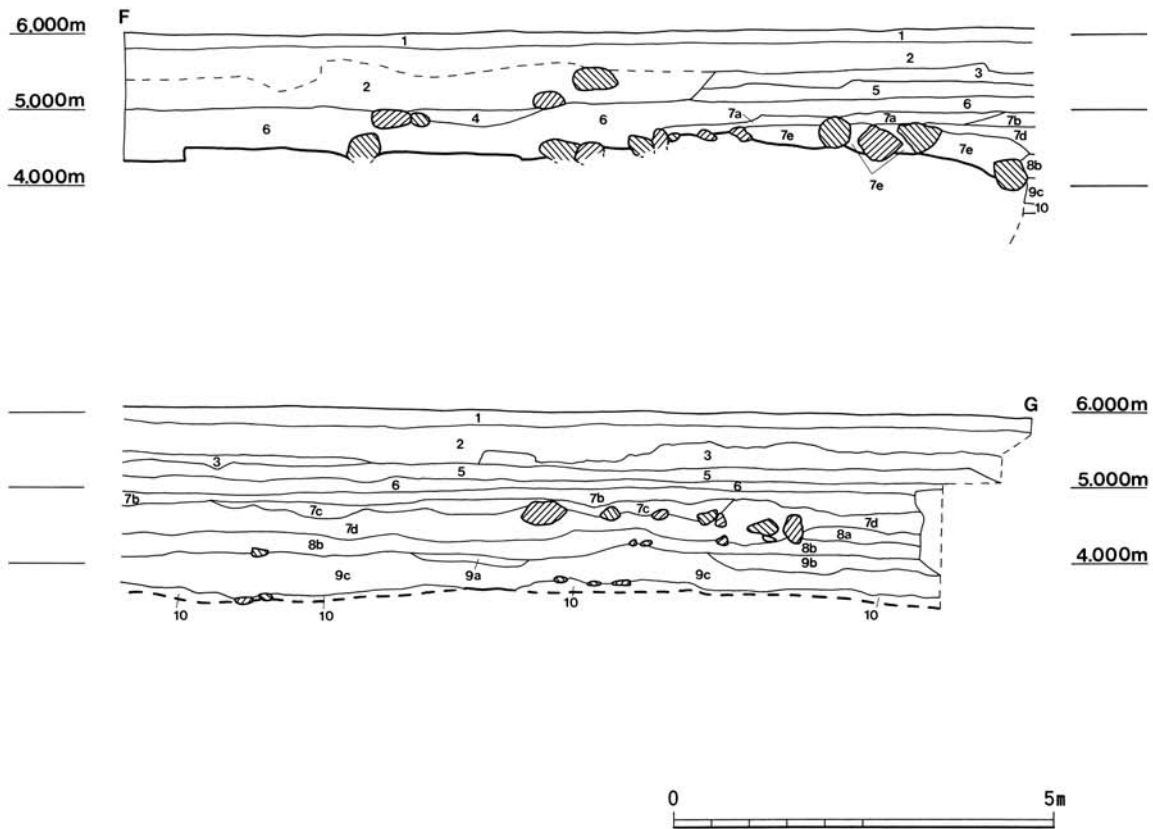 F
6,000m
1 1
2
3
2
5
5,000m
4 6 7a 7a 6
7b
6 7e 7d
7e
8b
4,000m
7e 9c
10
G
6.000m
1
2
3 3
5 5
6 6
5.000m
7b 7c 7b 7c
7d 7d
8a
8b 8b
4.000m
9c 9a 9c 9b
10 10 10 10
0 5m